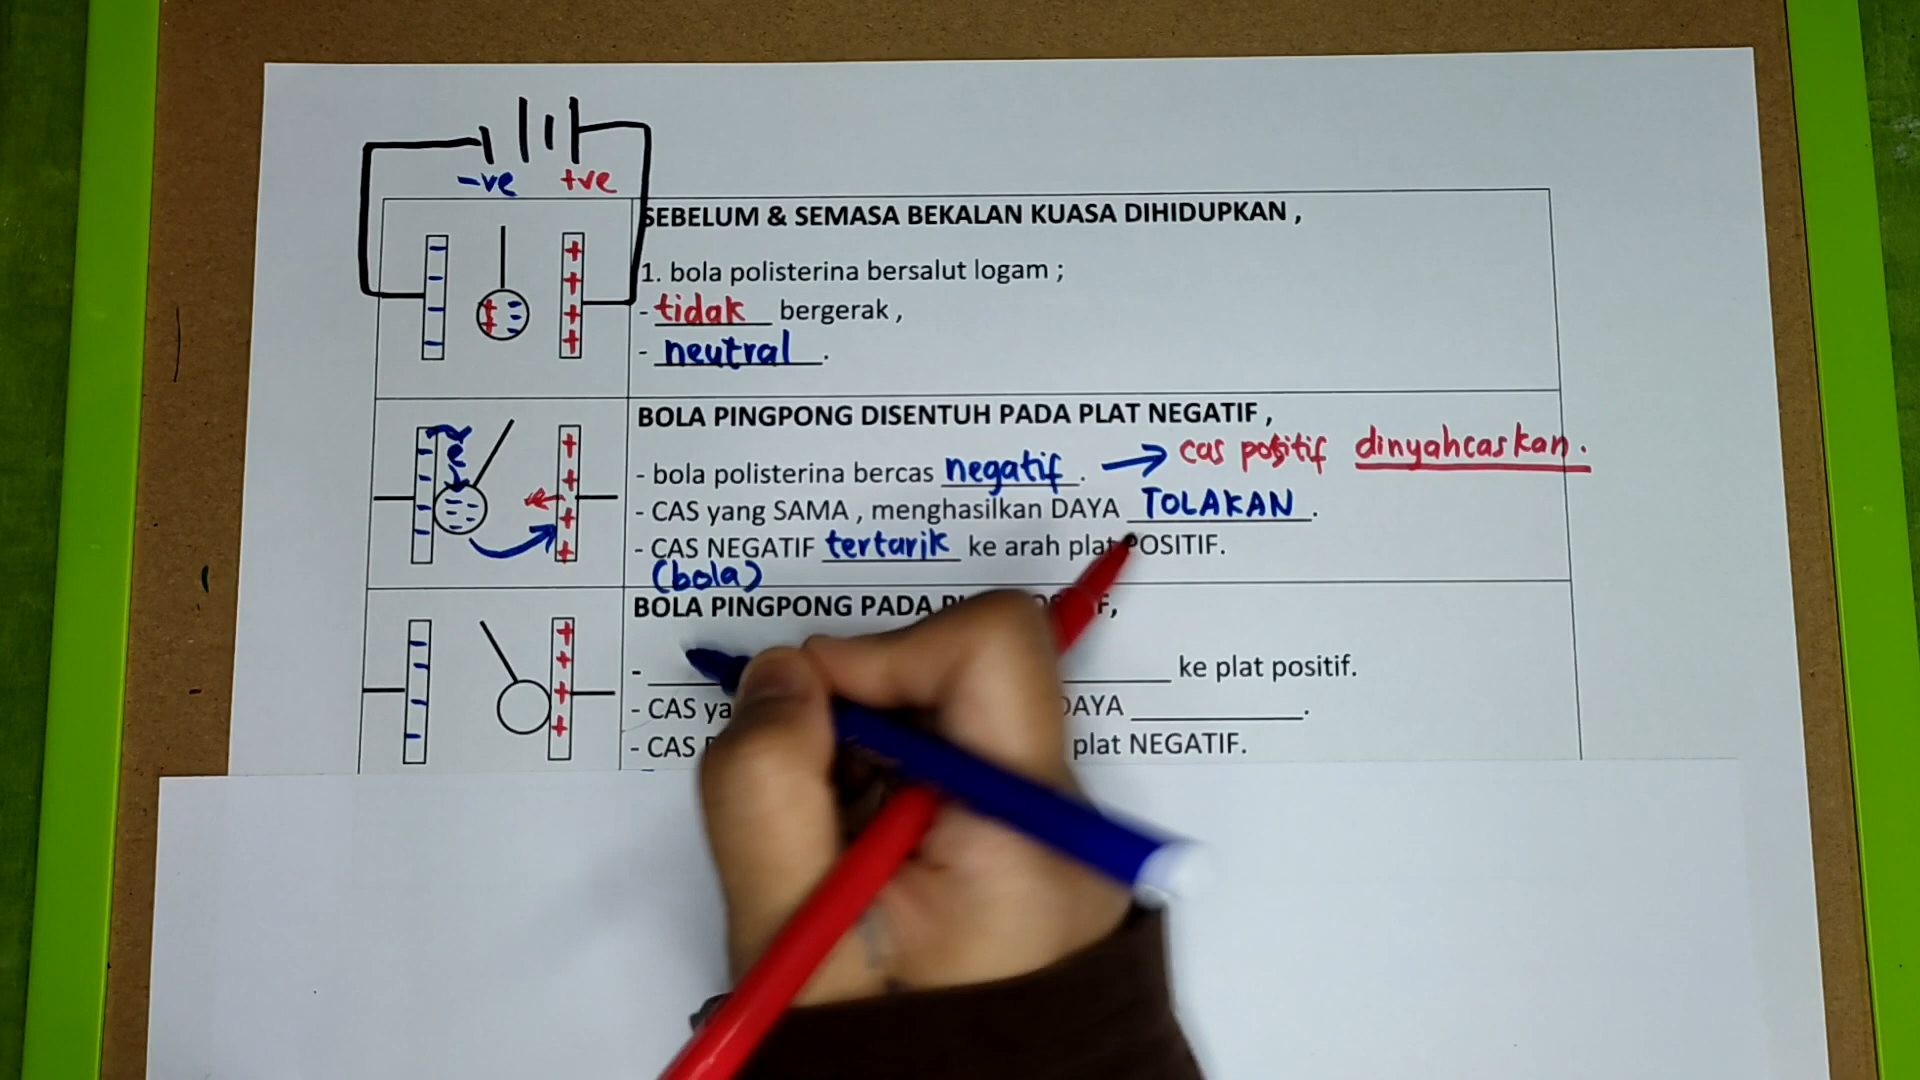 -ve +ve
SEBELUM & SEMASA BEKALAN KUASA DIHIDUPKAN ,
1. bola polisterina bersalut logam ;
- tidak bergerak ,
- neutral .
BOLA PINGPONG DISENTUH PADA PLAT NEGATIF ,
- bola polisterina bercas negatif . → cas positif dinyahcaskan.
- CAS yang SAMA , menghasilkan DAYA TOLAKAN .
- CAS NEGATIF tertarik ke arah plat POSITIF.
(bola)
BOLA PINGPONG PADA
- ke plat positif.
- CAS DAYA .
- CAS plat NEGATIF.